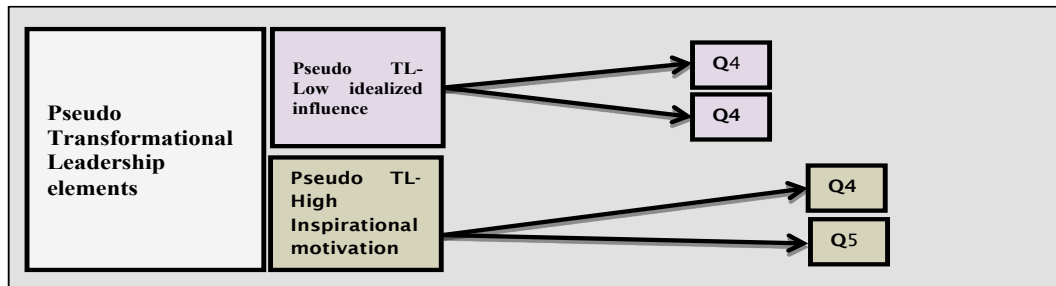 Pseudo
Transformational
Leadership
elements
Pseudo TL-
Low idealized
influence
Q4
Q4
Pseudo TL-
High
Inspirational
motivation
Q4
Q5